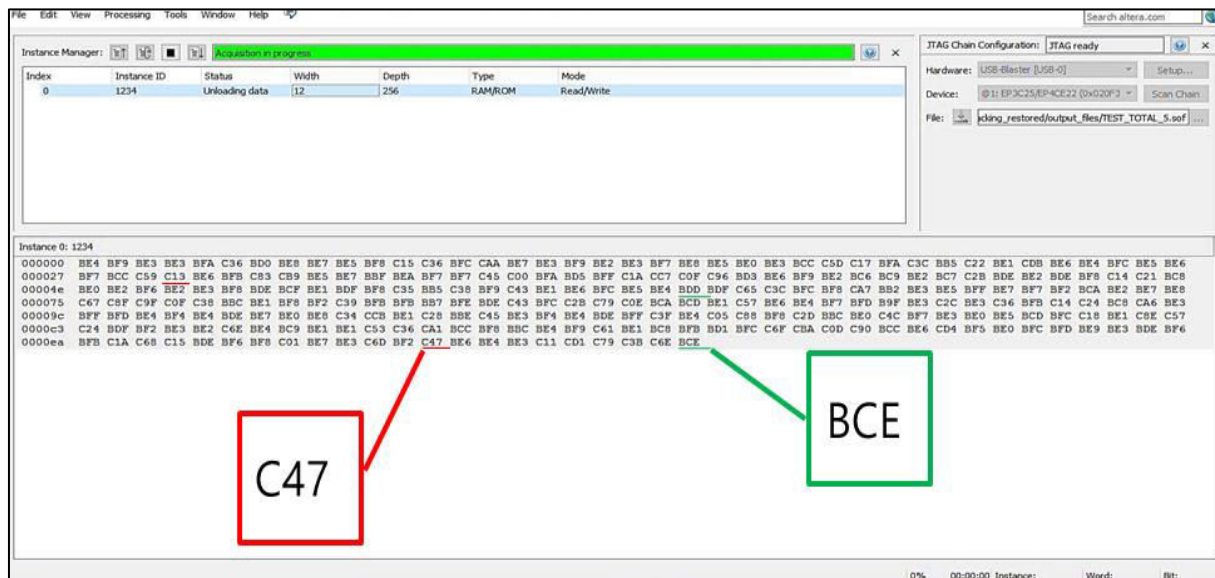 File Edit View Processing Tools Window Help
Search altera.com
Instance Manager: Acquisition in progress
JTAG Chain Configuration: JTAG ready
Index Instance ID Status Width Depth Type Mode
0 1234 Unloading data 12 256 RAM/ROM Read/Write
Hardware: USB-Blaster [USB-0] Setup...
Device: @1: EP3C25/EP4CE22 (0x020F3 Scan Chain
File: cking_restored/output_files/TEST_TOTAL_5.sof ...
Instance 0: 1234
000000 BE4 BF9 BE3 BE3 BFA C36 BD0 BE8 BE7 BE5 BF8 C15 C36 BFC CAA BE7 BE3 BF9 BE2 BE3 BF7 BE8 BE5 BE0 BE3 BCC C5D C17 BFA C3C BB5 C22 BE1 CDB BE6 BE4 BFC BE5 BE6
000027 BF7 BCC C59 C13 BE6 BFB C83 CB9 BE5 BE7 BBF BEA BF7 BF7 C45 C00 BFA BD5 BFF C1A CC7 C0F C96 BD3 BE6 BF9 BE2 BC6 BC9 BE2 BC7 C2B BDE BE2 BDE BF8 C14 C21 BC8
00004e BE0 BE2 BF6 BE2 BE3 BF8 BDE BCF BE1 BDF BF8 C35 BB5 C38 BF9 C43 BE1 BE6 BFC BE5 BE4 BDD BDF C65 C3C BFC BF8 CA7 BB2 BE3 BE5 BFF BE7 BF7 BF2 BCA BE2 BE7 BE8
000075 C67 C8F C9F C0F C38 BBC BE1 BF8 BF2 C39 BFB BFB BB7 BFE BDE C43 BFC C2B C79 C0E BCA BCD BE1 C57 BE6 BE4 BF7 BFD B9F BE3 C2C BE3 C36 BFB C14 C24 BC8 CA6 BE3
00009c BFF BFD BE4 BF4 BE4 BDE BE7 BE0 BE8 C34 CCB BE1 C28 BBE C45 BE3 BF4 BE4 BDE BFF C3F BE4 C05 C88 BF8 C2D BBC BE0 C4C BF7 BE3 BE0 BE5 BCD BFC C18 BE1 C8E C57
0000c3 C24 BDF BF2 BE3 BE2 C6E BE4 BC9 BE1 BE1 C53 C36 CA1 BCC BF8 BBC BE4 BF9 C61 BE1 BC8 BFB BD1 BFC C6F CBA C0D C90 BCC BE6 CD4 BF5 BE0 BFC BFD BE9 BE3 BDE BF6
0000ea BFB C1A C68 C15 BDE BF6 BF8 C01 BE7 BE3 C6D BF2 C47 BE6 BE4 BE3 C11 CD1 C79 C3B C6E BCE
C47
BCE
0% 00:00:00 Instance: Word: Bit: